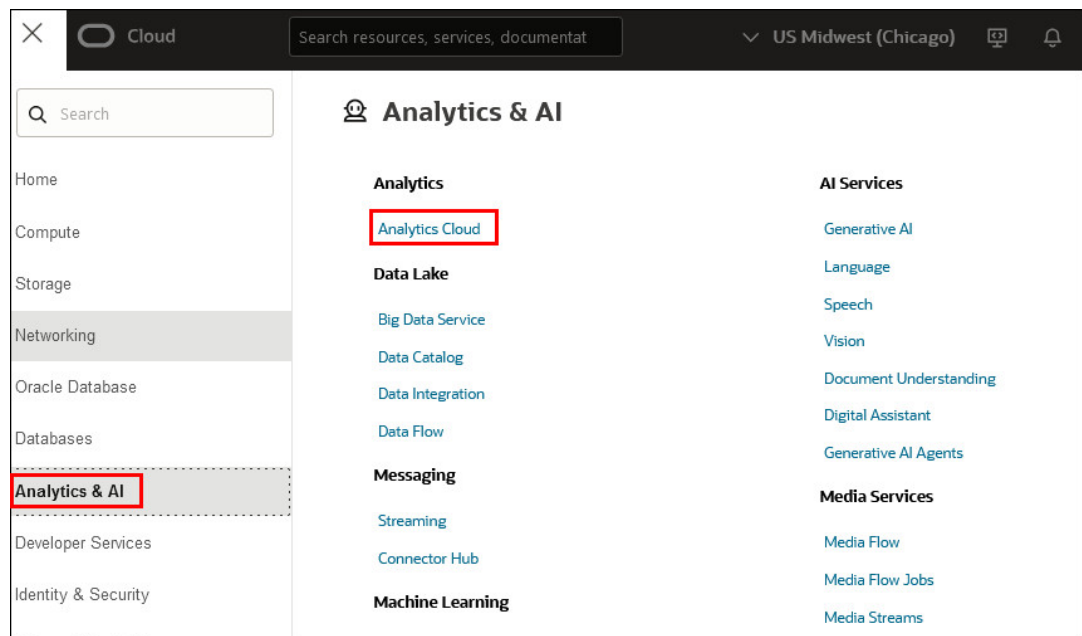 Cloud
Search resources, services, documentat
US Midwest (Chicago)
Search
Home
Compute
Storage
Networking
Oracle Database
Databases
Analytics & AI
Developer Services
Identity & Security
Analytics & AI
Analytics
Analytics Cloud
Data Lake
Big Data Service
Data Catalog
Data Integration
Data Flow
Messaging
Streaming
Connector Hub
Machine Learning
AI Services
Generative AI
Language
Speech
Vision
Document Understanding
Digital Assistant
Generative AI Agents
Media Services
Media Flow
Media Flow Jobs
Media Streams